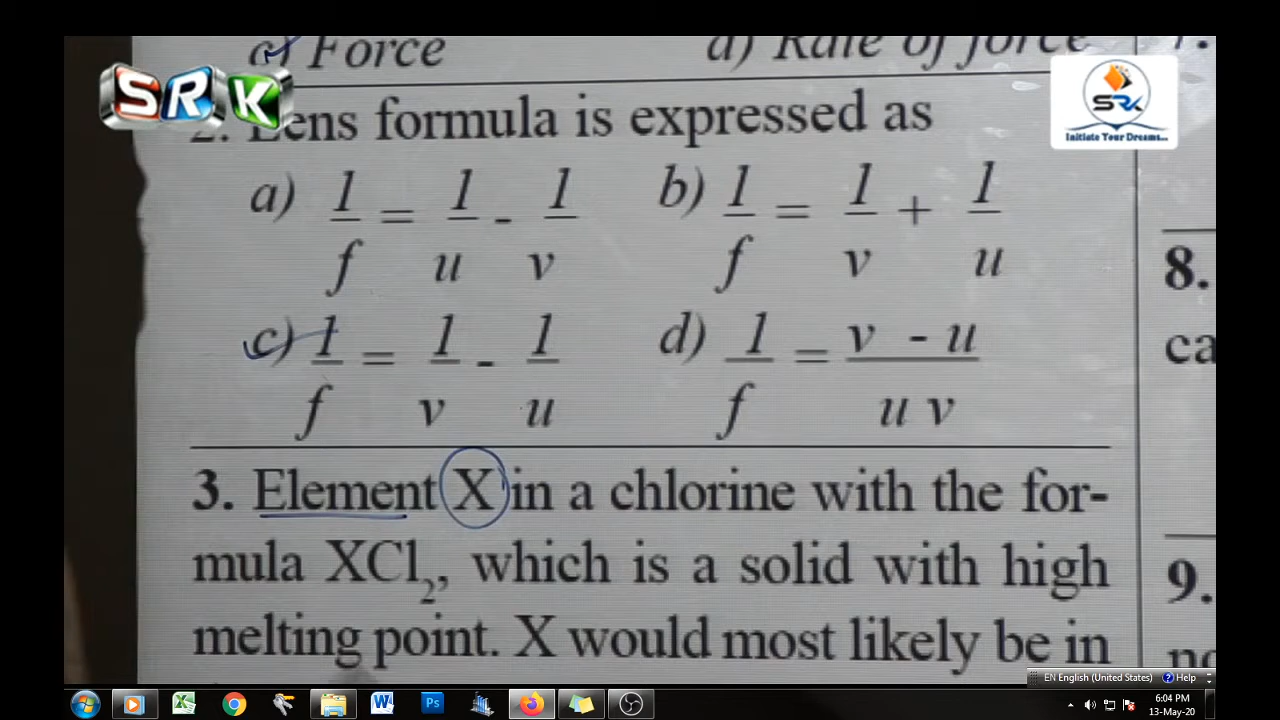 c) Force
d) Rate of force
SRK
2. Lens formula is expressed as
SRK
Initiate Your Dreams...
a) 1/f = 1/u - 1/v
b) 1/f = 1/v + 1/u
c) 1/f = 1/v - 1/u
d) 1/f = v - u / u v
3. Element X in a chlorine with the for-
mula XCl₂, which is a solid with high
melting point. X would most likely be in
8.
ca
9.
EN English (United States) Help
6:04 PM
13-May-20